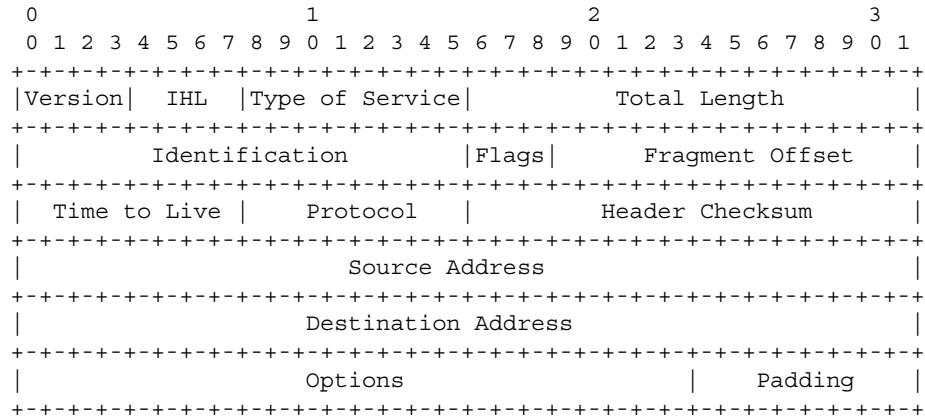 0                   1                   2                   3
0 1 2 3 4 5 6 7 8 9 0 1 2 3 4 5 6 7 8 9 0 1 2 3 4 5 6 7 8 9 0 1
+-+-+-+-+-+-+-+-+-+-+-+-+-+-+-+-+-+-+-+-+-+-+-+-+-+-+-+-+-+-+-+-+
|Version|  IHL  |Type of Service|          Total Length         |
+-+-+-+-+-+-+-+-+-+-+-+-+-+-+-+-+-+-+-+-+-+-+-+-+-+-+-+-+-+-+-+-+
|         Identification        |Flags|      Fragment Offset    |
+-+-+-+-+-+-+-+-+-+-+-+-+-+-+-+-+-+-+-+-+-+-+-+-+-+-+-+-+-+-+-+-+
|  Time to Live |    Protocol   |         Header Checksum       |
+-+-+-+-+-+-+-+-+-+-+-+-+-+-+-+-+-+-+-+-+-+-+-+-+-+-+-+-+-+-+-+-+
|                       Source Address                          |
+-+-+-+-+-+-+-+-+-+-+-+-+-+-+-+-+-+-+-+-+-+-+-+-+-+-+-+-+-+-+-+-+
|                    Destination Address                        |
+-+-+-+-+-+-+-+-+-+-+-+-+-+-+-+-+-+-+-+-+-+-+-+-+-+-+-+-+-+-+-+-+
|                    Options                    |    Padding    |
+-+-+-+-+-+-+-+-+-+-+-+-+-+-+-+-+-+-+-+-+-+-+-+-+-+-+-+-+-+-+-+-+